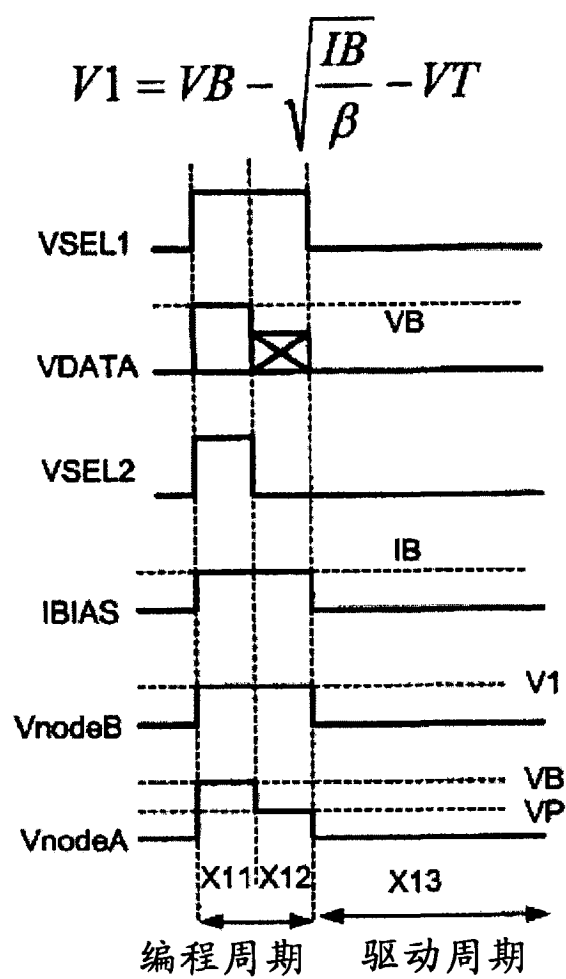 V1 = VB - √(IB/β) - VT
VSEL1
VB
VDATA
VSEL2
IB
IBIAS
V1
VnodeB
VB
VP
VnodeA
X11 X12 X13
编程周期 驱动周期